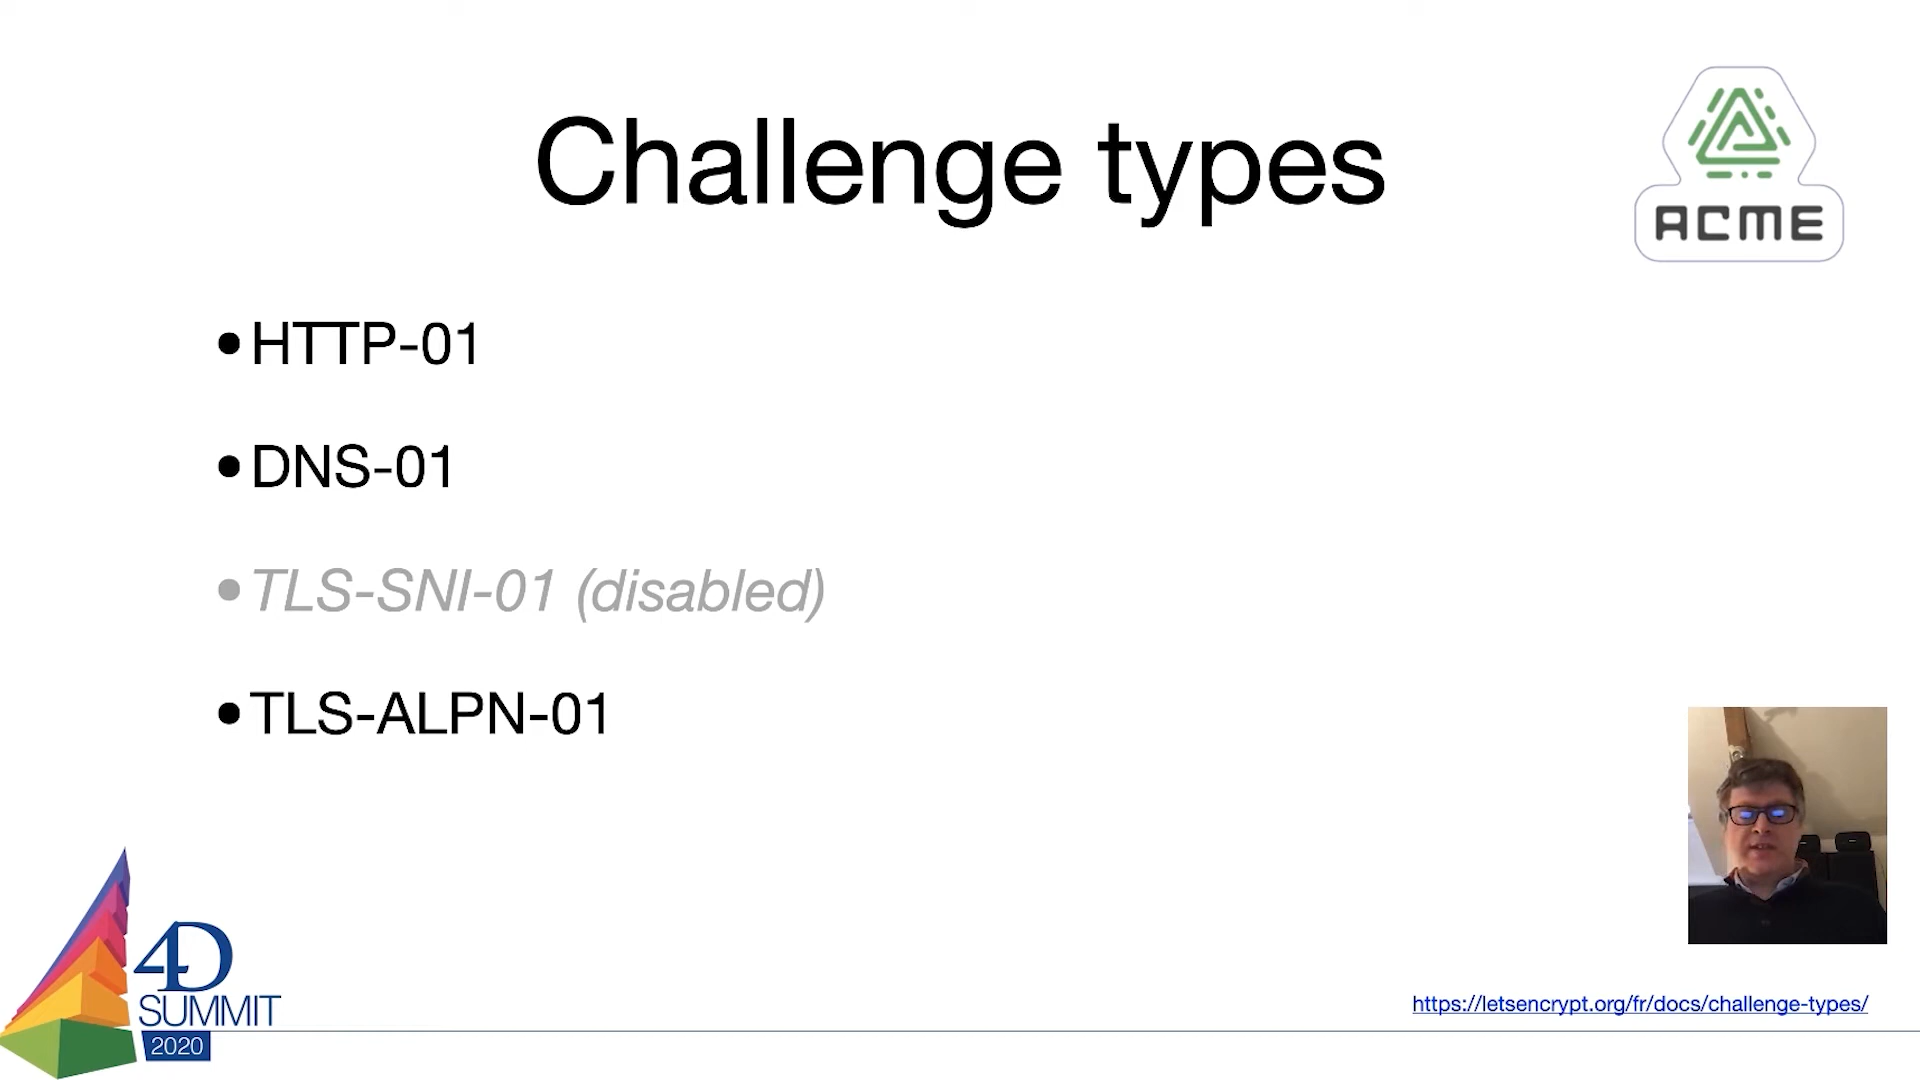 Challenge types
ACME
•HTTP-01
•DNS-01
•TLS-SNI-01 (disabled)
•TLS-ALPN-01
4D
SUMMIT
2020
https://letsencrypt.org/fr/docs/challenge-types/